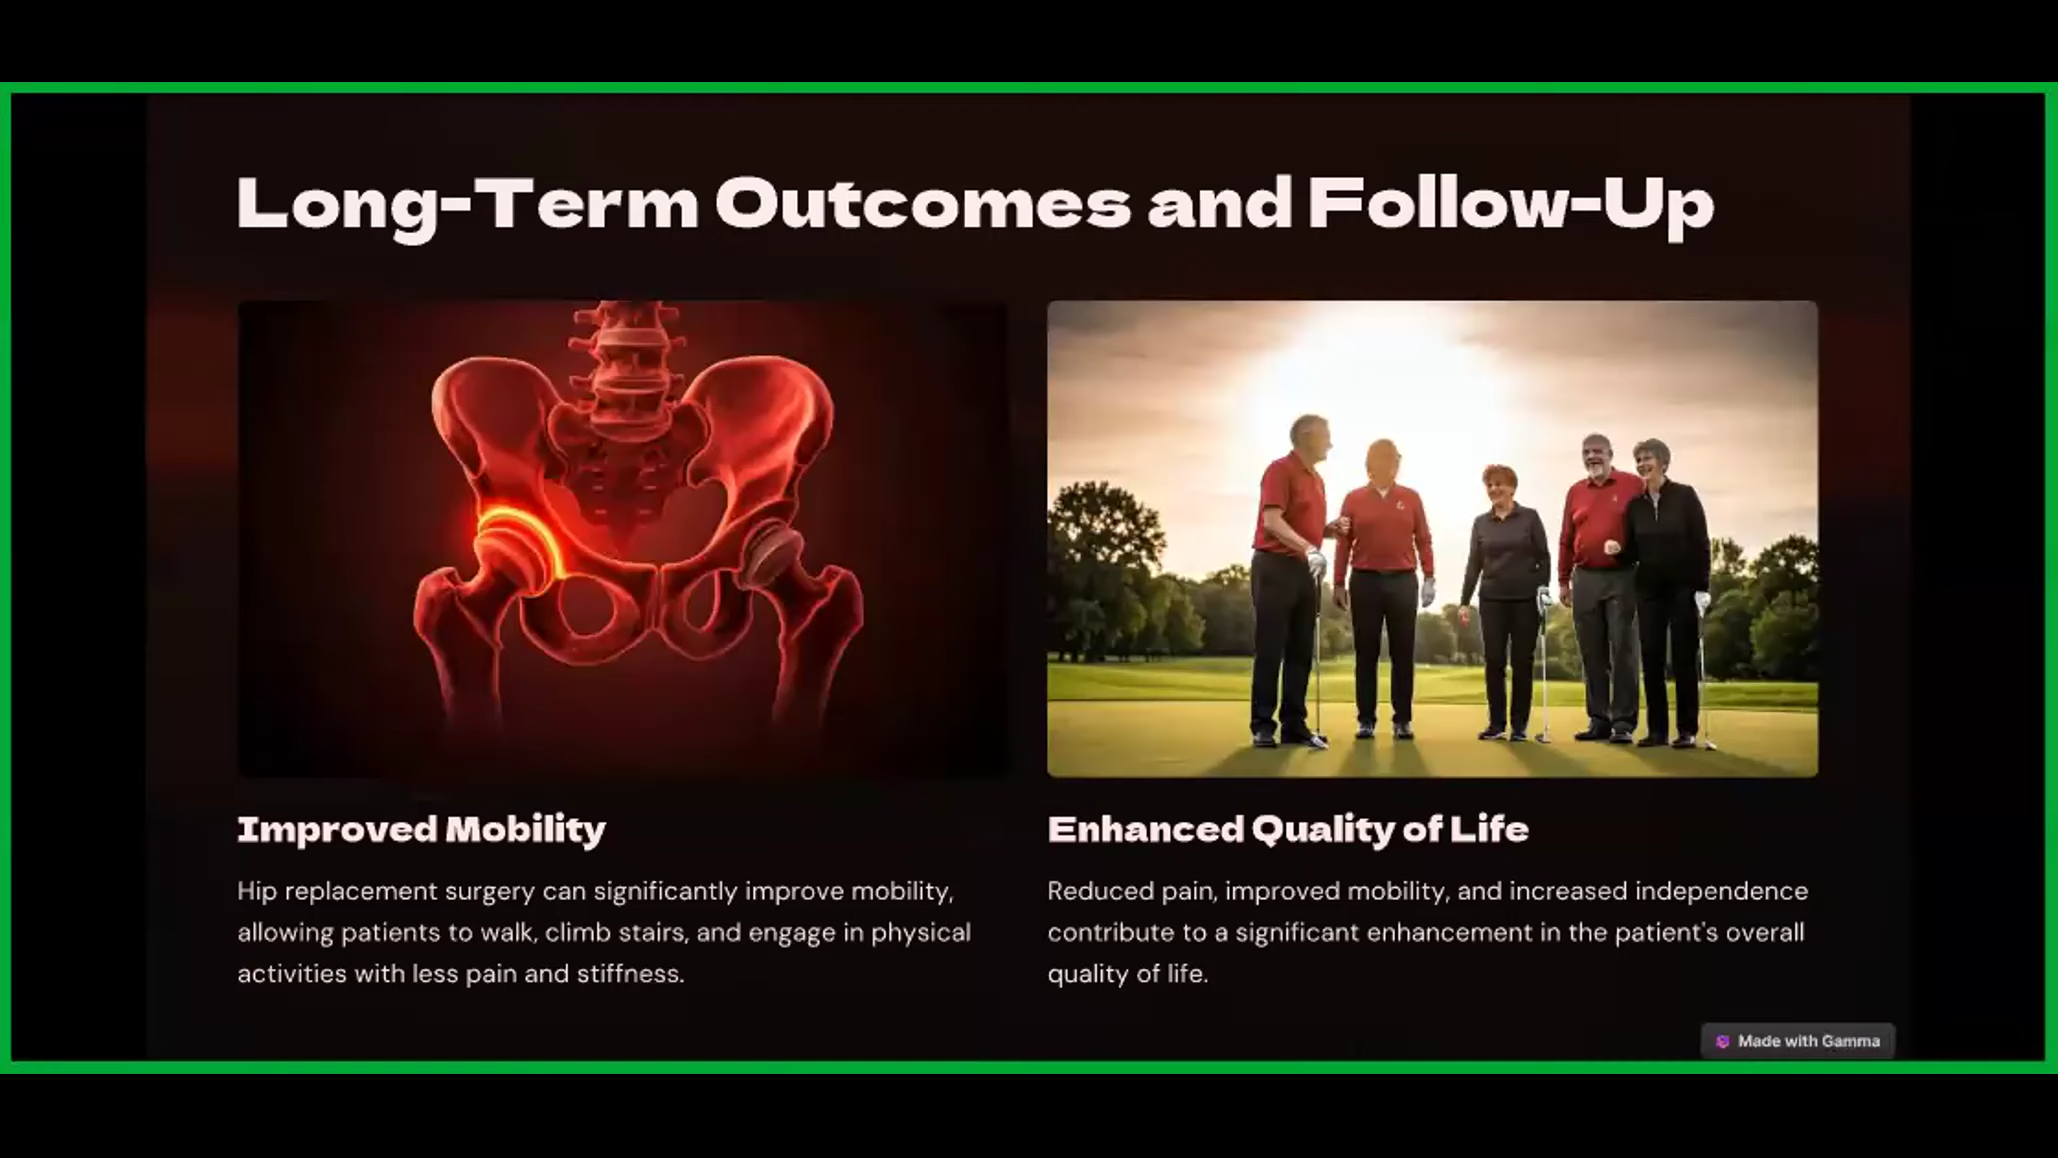 Long-Term Outcomes and Follow-Up
Improved Mobility
Hip replacement surgery can significantly improve mobility,
allowing patients to walk, climb stairs, and engage in physical
activities with less pain and stiffness.
Enhanced Quality of Life
Reduced pain, improved mobility, and increased independence
contribute to a significant enhancement in the patient's overall
quality of life.
Made with Gamma